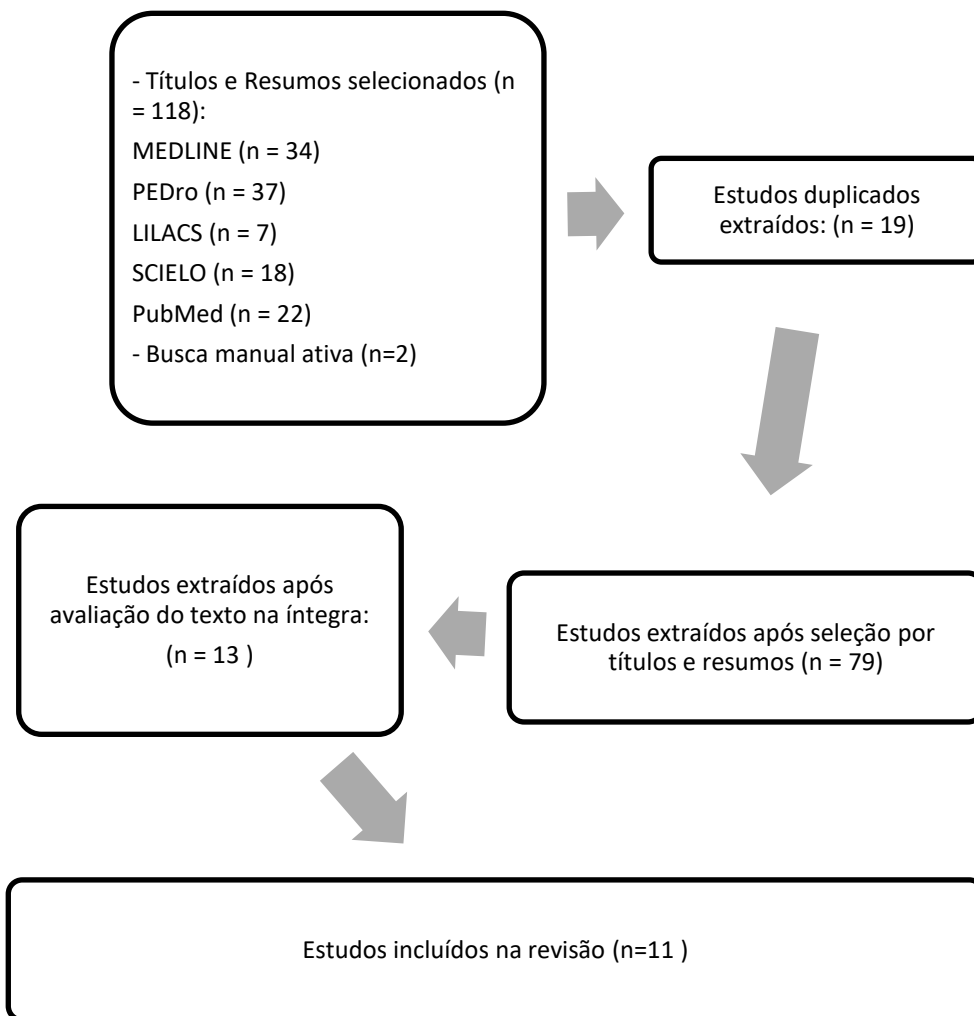 - Títulos e Resumos selecionados (n
= 118):
MEDLINE (n = 34)
PEDro (n = 37)
LILACS (n = 7)
SCIELO (n = 18)
PubMed (n = 22)
- Busca manual ativa (n=2)
Estudos duplicados
extraídos: (n = 19)
Estudos extraídos após seleção por
títulos e resumos (n = 79)
Estudos extraídos após
avaliação do texto na íntegra:
(n = 13 )
Estudos incluídos na revisão (n=11 )